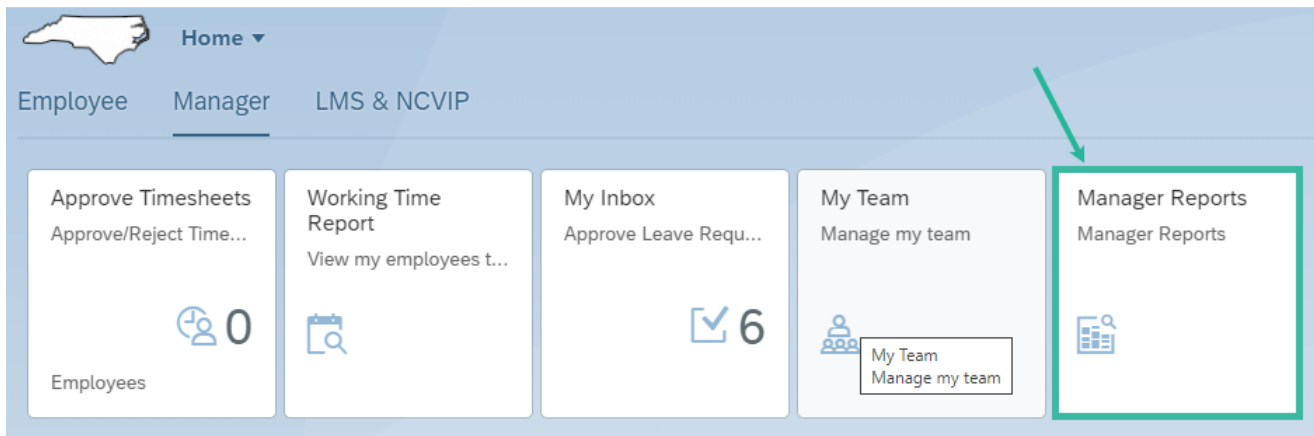 Home
Employee Manager LMS & NCVIP
Approve Timesheets
Approve/Reject Time...
0
Employees
Working Time
Report
View my employees t...
My Inbox
Approve Leave Requ...
6
My Team
Manage my team
My Team
Manage my team
Manager Reports
Manager Reports